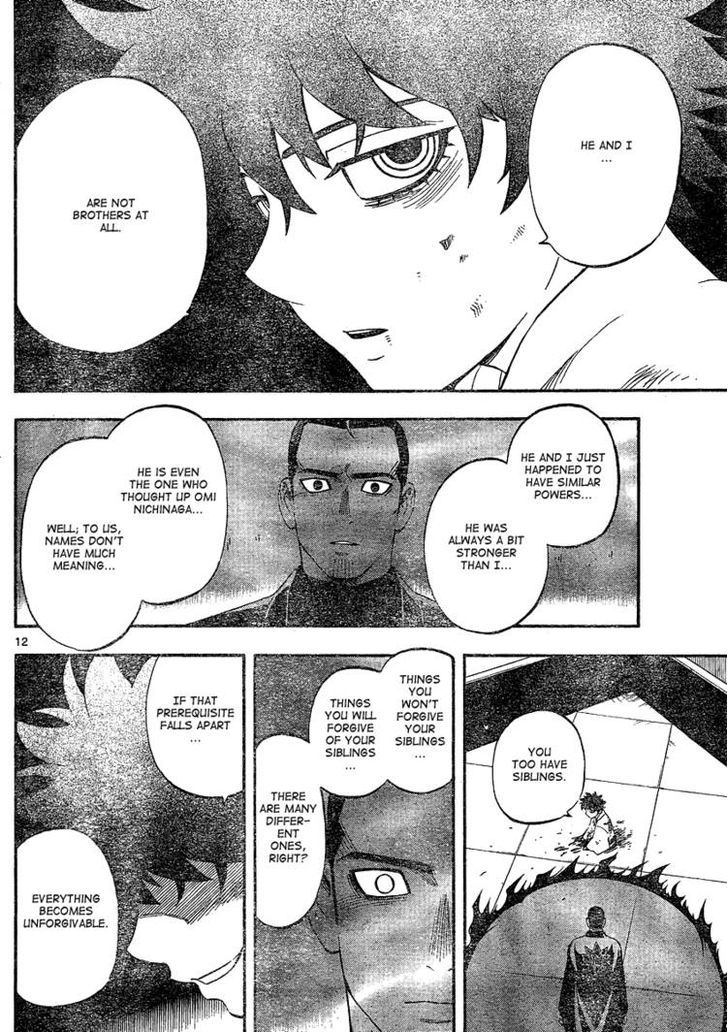 HE AND I
...
ARE NOT
BROTHERS AT
ALL.
HE AND I JUST
HAPPENED TO
HAVE SIMILAR
POWERS...
HE WAS
ALWAYS A BIT
STRONGER
THAN I...
HE IS EVEN
THE ONE WHO
THOUGHT UP OMI
NICHINAGA...
WELL; TO US,
NAMES DON'T
HAVE MUCH
MEANING...
12
YOU
TOO HAVE
SIBLINGS.
THINGS
YOU
WON'T
FORGIVE
YOUR
SIBLINGS
...
THINGS
YOU WILL
FORGIVE
OF YOUR
SIBLINGS
...
THERE
ARE MANY
DIFFER-
ENT
ONES,
RIGHT?
IF THAT
PREREQUISITE
FALLS APART
...
EVERYTHING
BECOMES
UNFORGIVABLE.